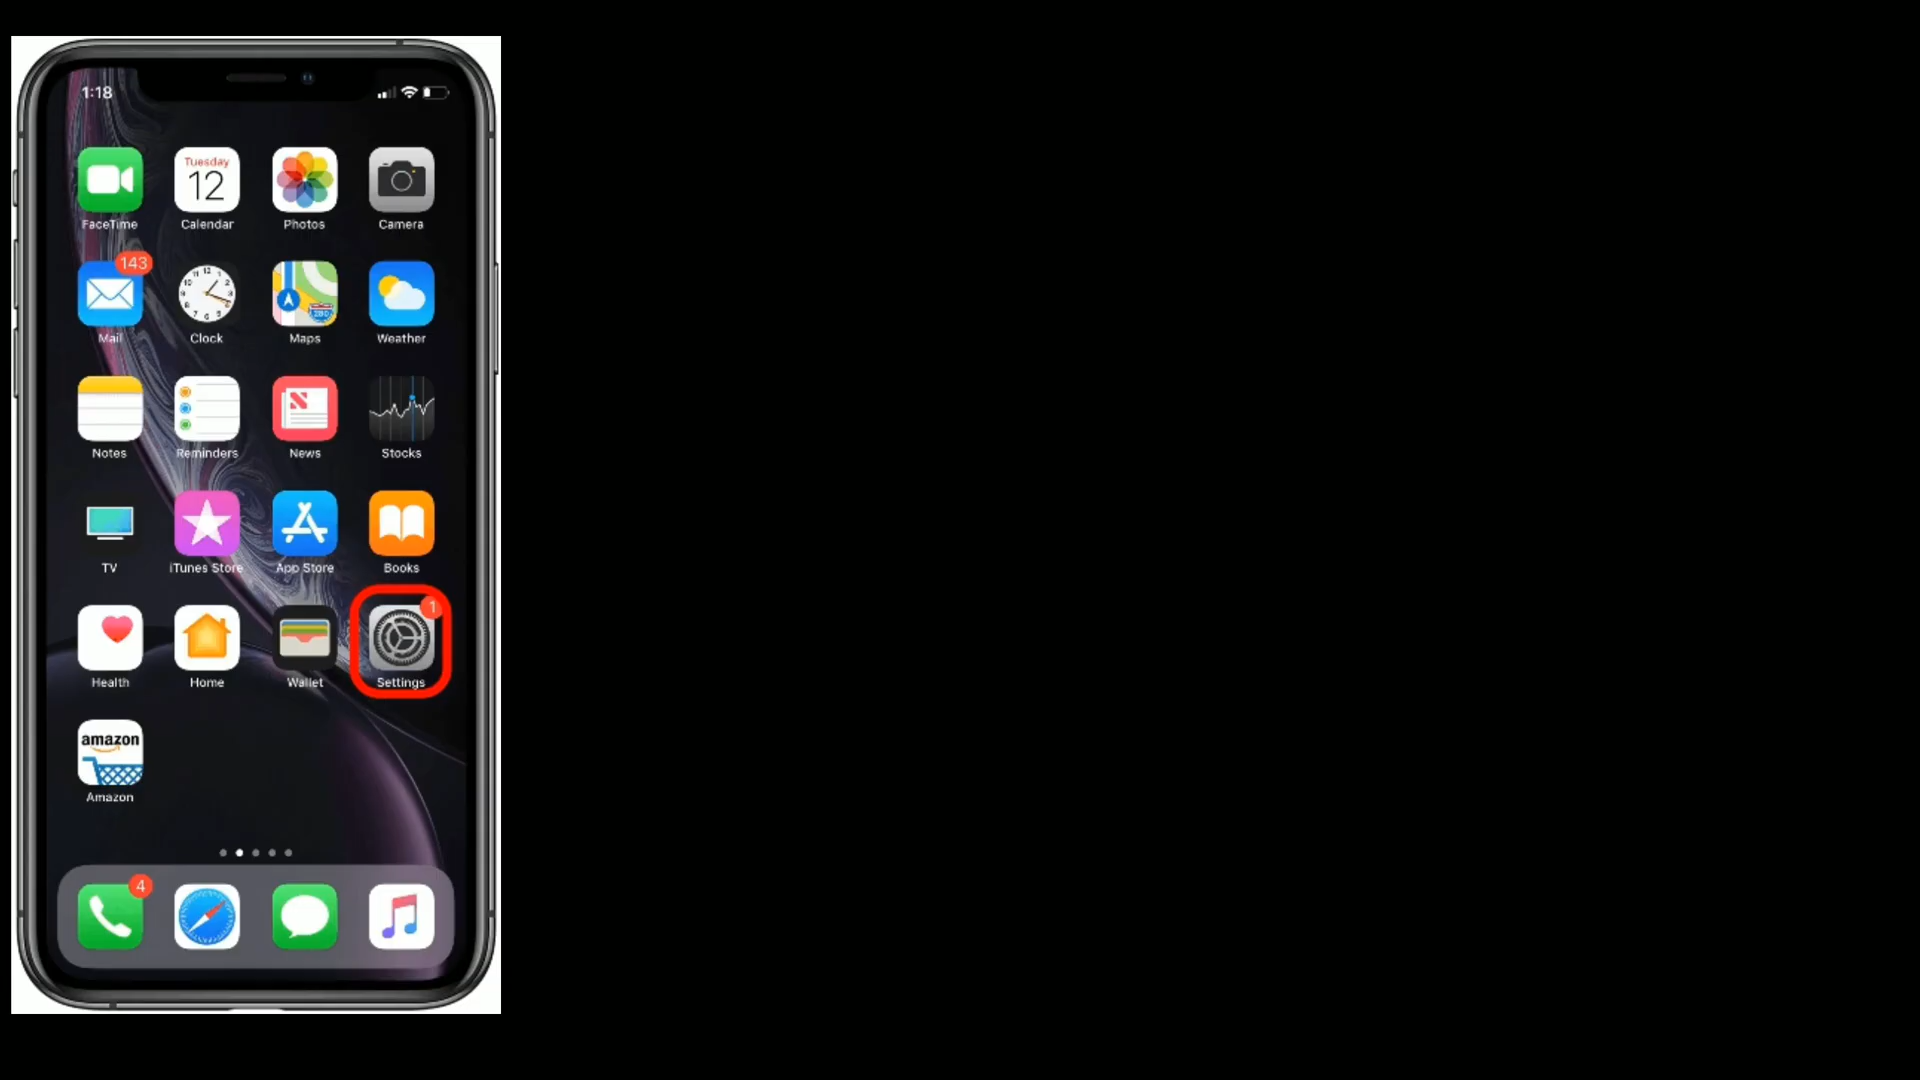 1:18
Tuesday
12
FaceTime
Calendar
Photos
Camera
143
Mail
Clock
Maps
280
Weather
Notes
Reminders
News
Stocks
TV
iTunes Store
App Store
Books
1
Health
Home
Wallet
Settings
amazon
Amazon
4